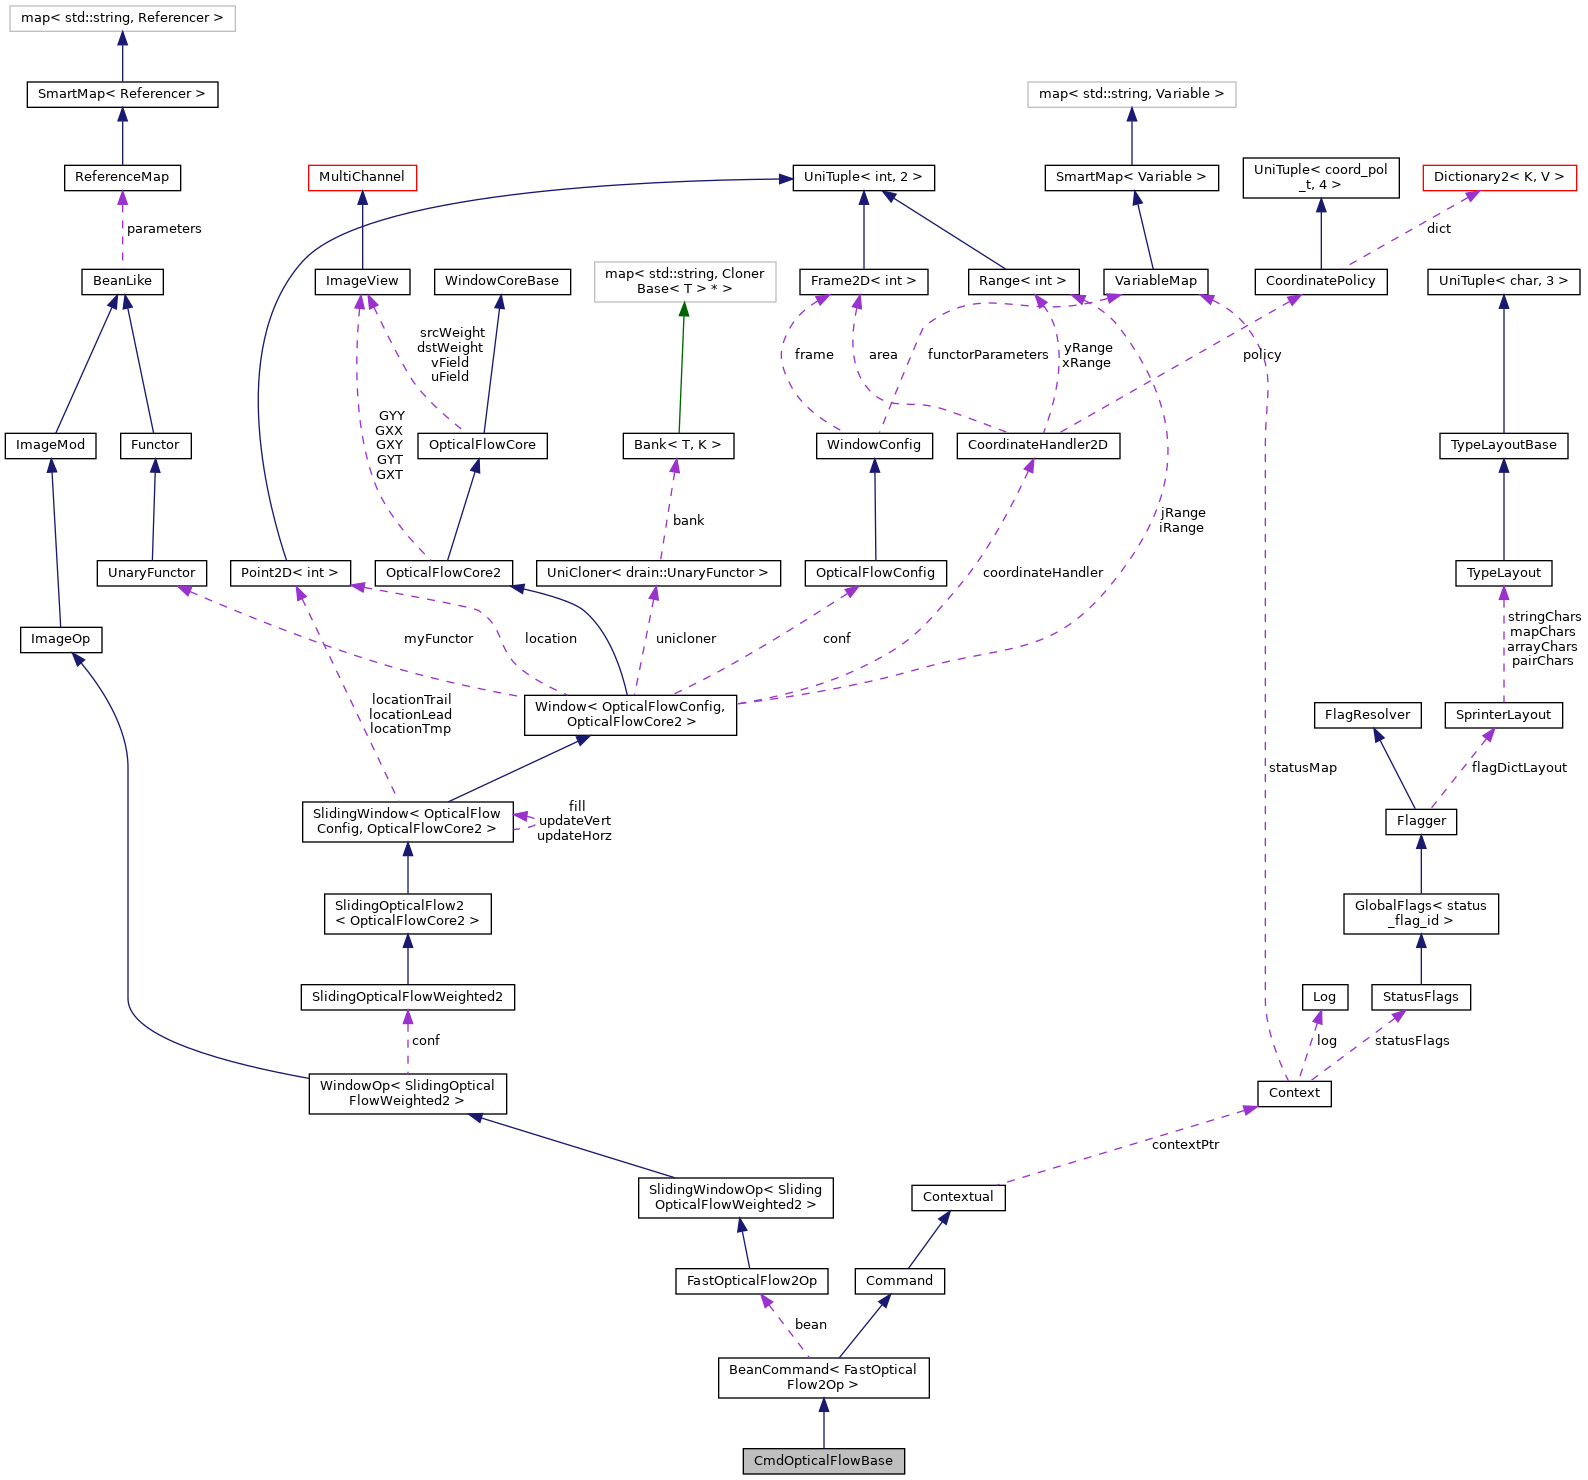 map< std::string, Referencer >
SmartMap< Referencer >
map< std::string, Variable >
ReferenceMap
MultiChannel
UniTuple< int, 2 >
SmartMap< Variable >
UniTuple< coord_pol
_t, 4 >
Dictionary2< K, V >
parameters
dict
BeanLike
ImageView
WindowCoreBase
map< std::string, Cloner
Base< T > * >
Frame2D< int >
Range< int >
VariableMap
CoordinatePolicy
UniTuple< char, 3 >
srcWeight
dstWeight
vField
uField
frame
area
functorParameters
yRange
xRange
policy
GYY
GXX
GXY
GYT
GXT
ImageMod
Functor
OpticalFlowCore
Bank< T, K >
WindowConfig
CoordinateHandler2D
TypeLayoutBase
bank
jRange
iRange
UnaryFunctor
Point2D< int >
OpticalFlowCore2
UniCloner< drain::UnaryFunctor >
OpticalFlowConfig
coordinateHandler
TypeLayout
ImageOp
myFunctor
location
unicloner
conf
stringChars
mapChars
arrayChars
pairChars
locationTrail
locationLead
locationTmp
Window< OpticalFlowConfig,
OpticalFlowCore2 >
FlagResolver
SprinterLayout
statusMap
flagDictLayout
SlidingWindow< OpticalFlow
Config, OpticalFlowCore2 >
fill
updateVert
updateHorz
Flagger
SlidingOpticalFlow2
< OpticalFlowCore2 >
GlobalFlags< status
_flag_id >
SlidingOpticalFlowWeighted2
Log
StatusFlags
conf
log
statusFlags
WindowOp< SlidingOptical
FlowWeighted2 >
Context
contextPtr
SlidingWindowOp< Sliding
OpticalFlowWeighted2 >
Contextual
FastOpticalFlow2Op
Command
bean
BeanCommand< FastOptical
Flow2Op >
CmdOpticalFlowBase